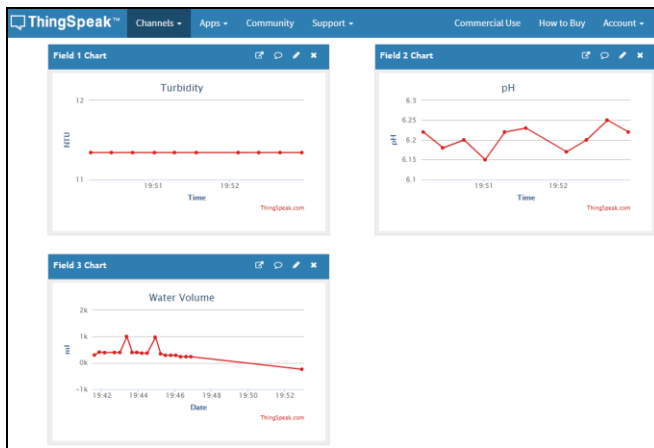 ThingSpeak™ Channels Apps Community Support Commercial Use How to Buy Account
Field 1 Chart
Turbidity
12
11
NTU
19:51 19:52
Time
ThingSpeak.com
Field 2 Chart
pH
6.3
6.25
6.2
6.15
6.1
pH
19:51 19:52
Time
ThingSpeak.com
Field 3 Chart
Water Volume
2k
1k
0k
-1k
ml
19:42 19:44 19:46 19:48 19:50 19:52
Date
ThingSpeak.com